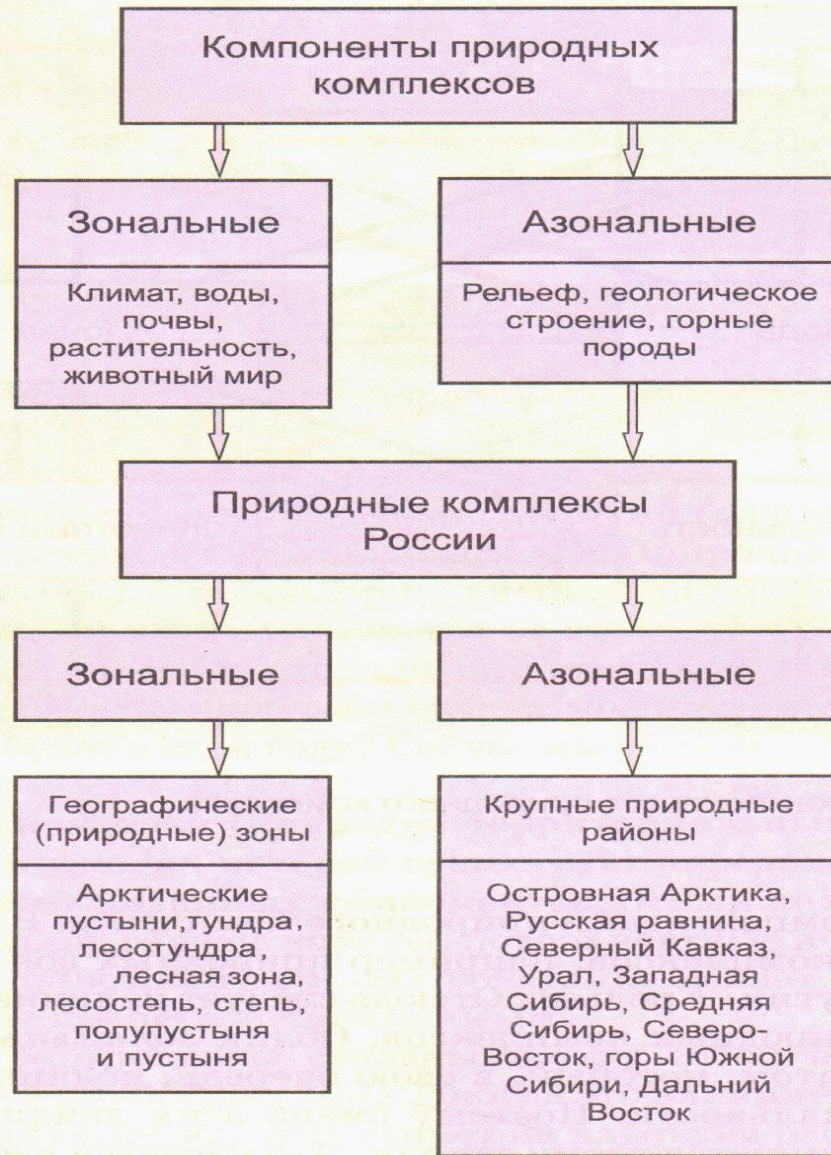 Компоненты природных
комплексов
Зональные
Климат, воды,
почвы,
растительность,
животный мир
Азональные
Рельеф, геологическое
строение, горные
породы
Природные комплексы
России
Зональные
Азональные
Географические
(природные) зоны
Арктические
пустыни, тундра,
лесотундра
лесная зона,
лесостепь, степь,
полупустыня
и пустыня
Крупные природные
районы
Островная Арктика,
Русская равнина,
Северный Кавказ,
Урал, Западная
Сибирь, Средняя
Сибирь, Северо-
Восток, горы Южной
Сибири, Дальний
Восток